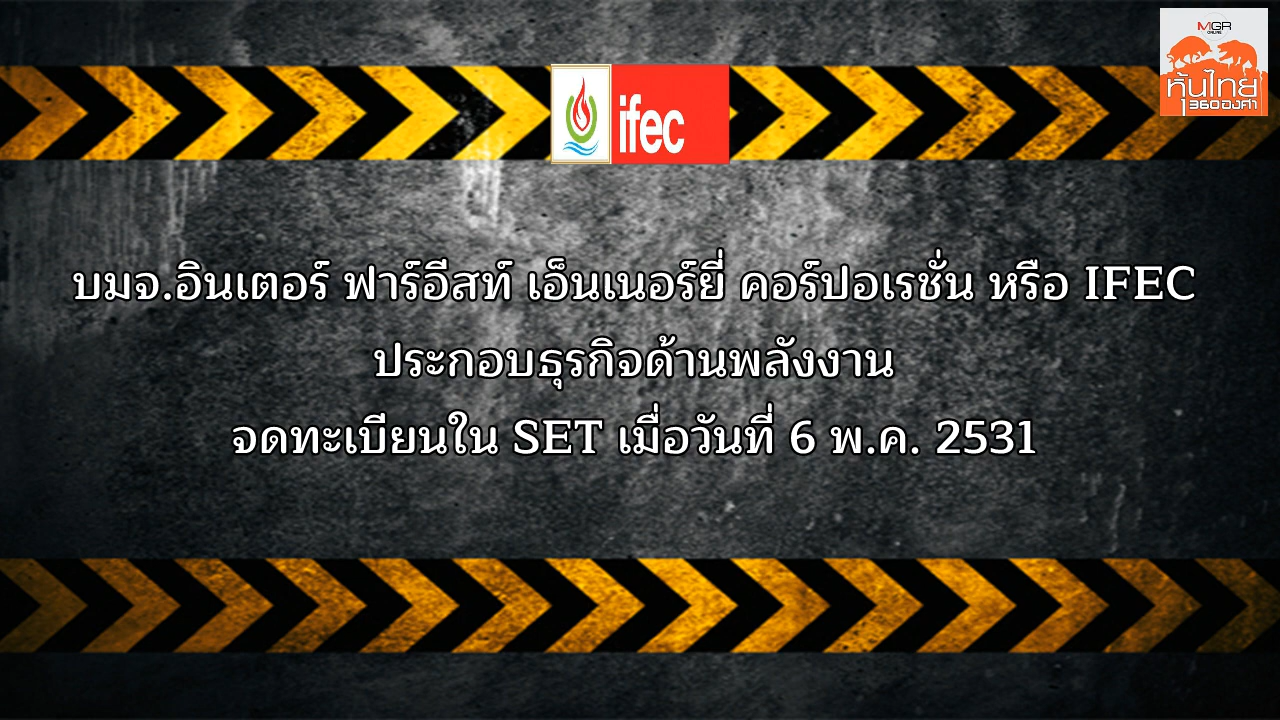 MGR
ONLINE
หุ้นไทย
360องศา
ifec
บมจ.อินเตอร์ ฟาร์อีสท์ เอ็นเนอร์ยี่ คอร์ปอเรชั่น หรือ IFEC
ประกอบธุรกิจด้านพลังงาน
จดทะเบียนใน SET เมื่อวันที่ 6 พ.ค. 2531